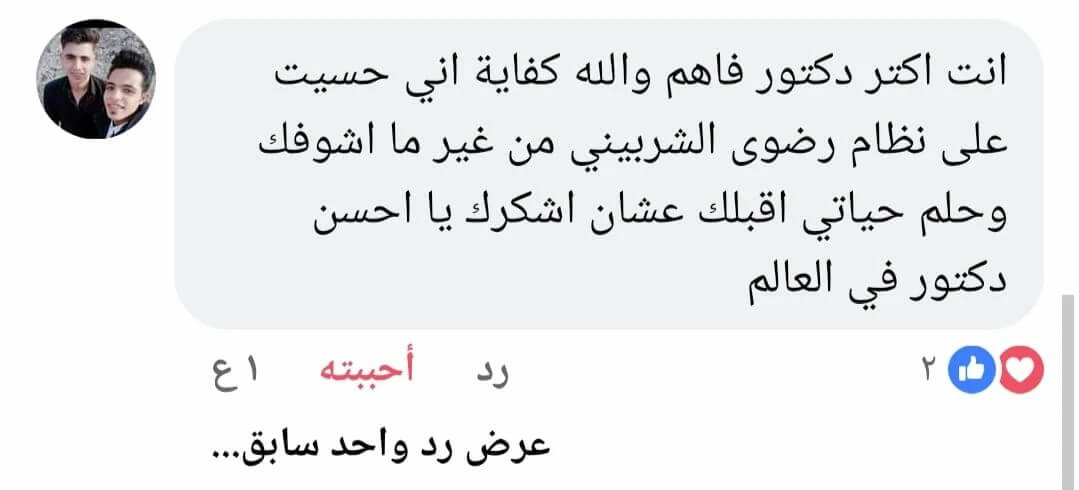 انت اكتر دكتور فاهم والله كفاية اني حسيت
على نظام رضوى الشربيني من غير ما اشوفك
وحلم حياتي اقبلك عشان اشكرك يا احسن
دكتور في العالم
٢ رد أحببته ١ ع
عرض رد واحد سابق...